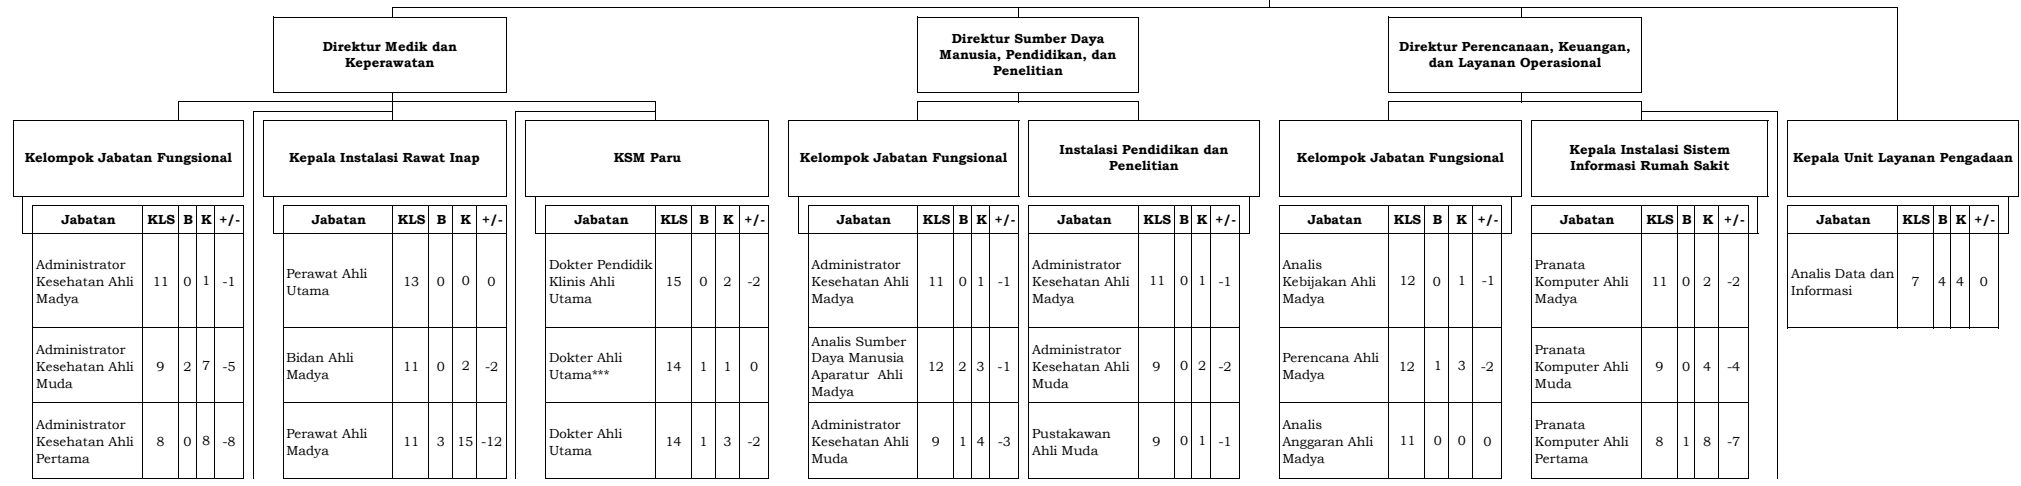 Direktur Medik dan
Keperawatan
Direktur Sumber Daya
Manusia, Pendidikan, dan
Penelitian
Direktur Perencanaan, Keuangan,
dan Layanan Operasional
Kelompok Jabatan Fungsional
Kepala Instalasi Rawat Inap
KSM Paru
Kelompok Jabatan Fungsional
Instalasi Pendidikan dan
Penelitian
Kelompok Jabatan Fungsional
Kepala Instalasi Sistem
Informasi Rumah Sakit
Kepala Unit Layanan Pengadaan
Jabatan KLS B K +/-
Administrator
Kesehatan Ahli
Madya
11 0 1 -1
Administrator
Kesehatan Ahli
Muda
9 2 7 -5
Administrator
Kesehatan Ahli
Pertama
8 0 8 -8
Jabatan KLS B K +/-
Perawat Ahli
Utama
13 0 0 0
Bidan Ahli
Madya
11 0 2 -2
Perawat Ahli
Madya
11 3 15 -12
Jabatan KLS B K +/-
Dokter Pendidik
Klinis Ahli
Utama
15 0 2 -2
Dokter Ahli
Utama***
14 1 1 0
Dokter Ahli
Utama
14 1 3 -2
Jabatan KLS B K +/-
Administrator
Kesehatan Ahli
Madya
11 0 1 -1
Analis Sumber
Daya Manusia
Aparatur Ahli
Madya
12 2 3 -1
Administrator
Kesehatan Ahli
Muda
9 1 4 -3
Jabatan KLS B K +/-
Administrator
Kesehatan Ahli
Madya
11 0 1 -1
Administrator
Kesehatan Ahli
Muda
9 0 2 -2
Pustakawan
Ahli Muda
9 0 1 -1
Jabatan KLS B K +/-
Analis
Kebijakan Ahli
Madya
12 0 1 -1
Perencana Ahli
Madya
12 1 3 -2
Analis
Anggaran Ahli
Madya
11 0 0 0
Jabatan KLS B K +/-
Pranata
Komputer Ahli
Madya
11 0 2 -2
Pranata
Komputer Ahli
Muda
9 0 4 -4
Pranata
Komputer Ahli
Pertama
8 1 8 -7
Jabatan KLS B K +/-
Analis Data dan
Informasi
7 4 4 0